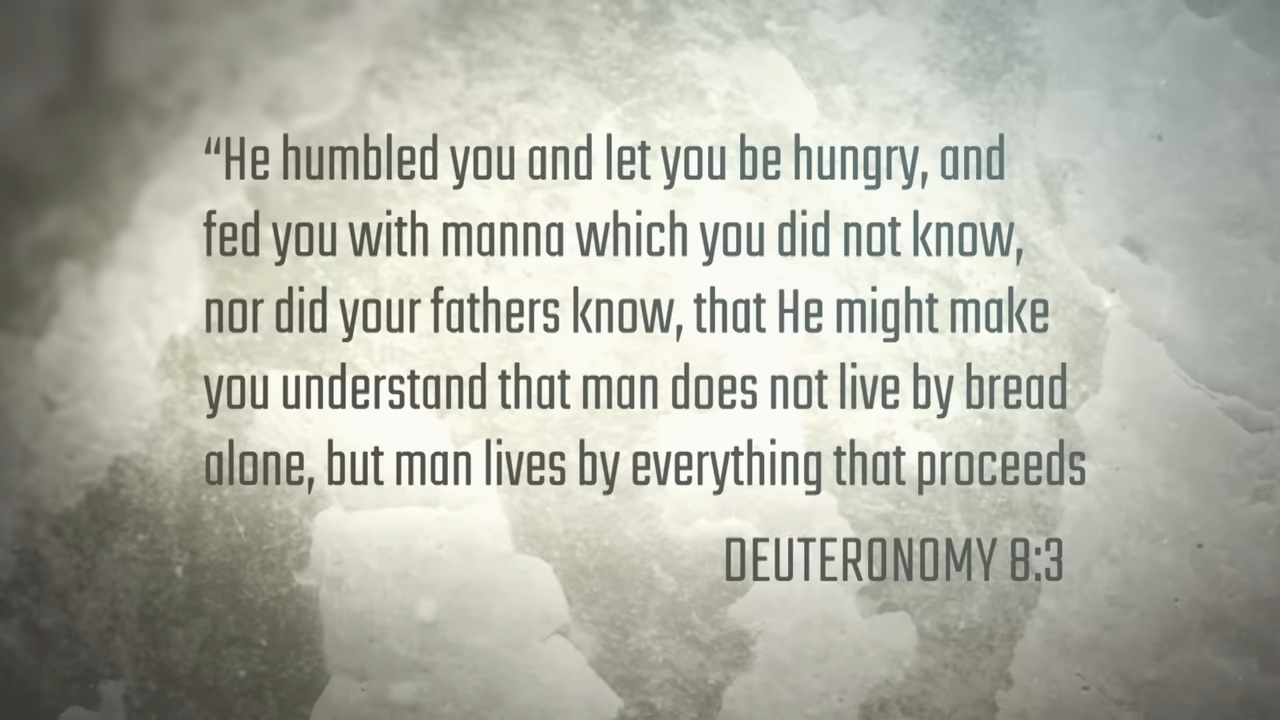 “He humbled you and let you be hungry, and
fed you with manna which you did not know,
nor did your fathers know, that He might make
you understand that man does not live by bread
alone, but man lives by everything that proceeds
DEUTERONOMY 8:3